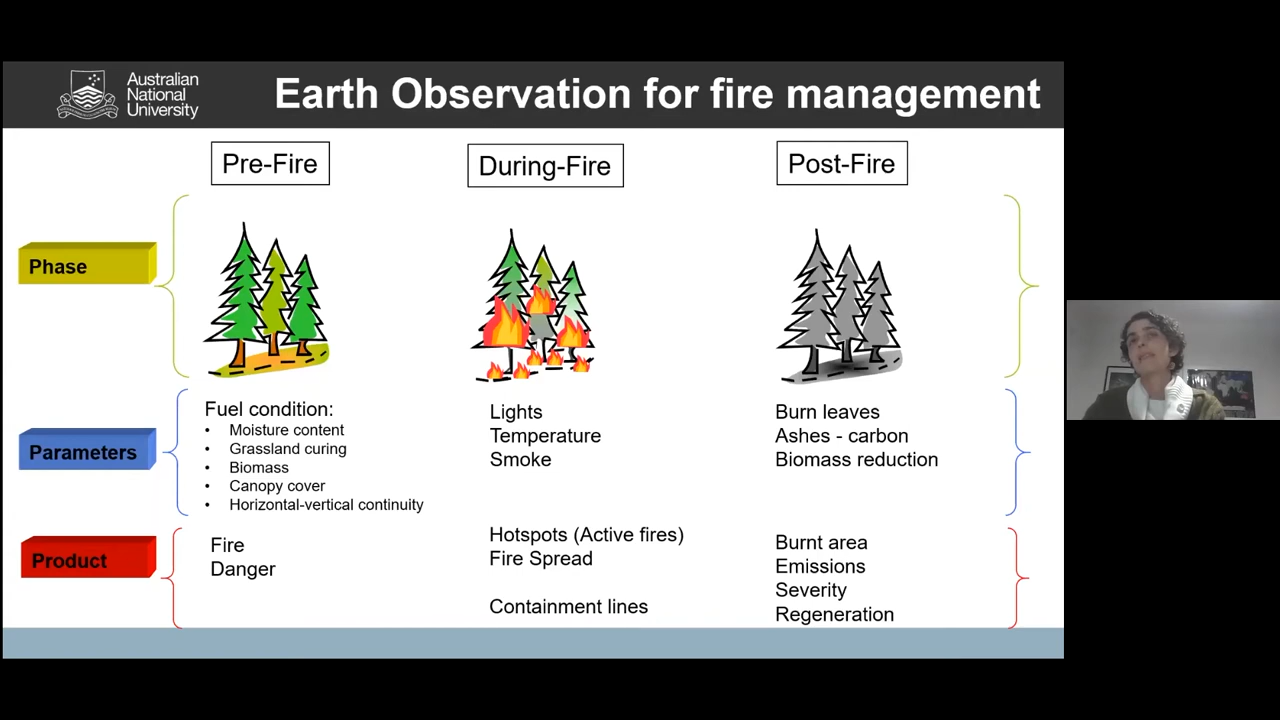 Australian
National
University
Earth Observation for fire management
Pre-Fire
During-Fire
Post-Fire
Phase
Parameters
Fuel condition:
• Moisture content
• Grassland curing
• Biomass
• Canopy cover
• Horizontal-vertical continuity
Lights
Temperature
Smoke
Burn leaves
Ashes - carbon
Biomass reduction
Product
Fire
Danger
Hotspots (Active fires)
Fire Spread
Containment lines
Burnt area
Emissions
Severity
Regeneration